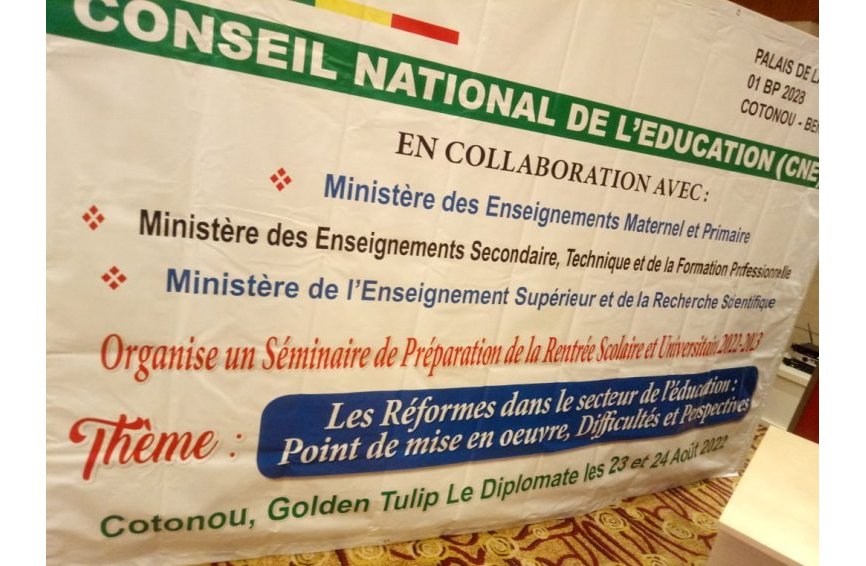 CONSEIL NATIONAL DE L'EDUCATION (CNE)
PALAIS DE
01 BP 2028
COTONOU - BE
EN COLLABORATION AVEC :
Ministère des Enseignements Maternel et Primaire
Ministère des Enseignements Secondaire, Technique et de la Formation Professionnelle
Ministère de l'Enseignement Supérieur et de la Recherche Scientifique
Organise un Séminaire de Préparation de la Rentrée Scolaire et Universitaire 2022-2023
Thème :
Les Réformes dans le secteur de l'éducation :
Point de mise en oeuvre, Difficultés et Perspectives
Cotonou, Golden Tulip Le Diplomate les 23 et 24 Août 2022